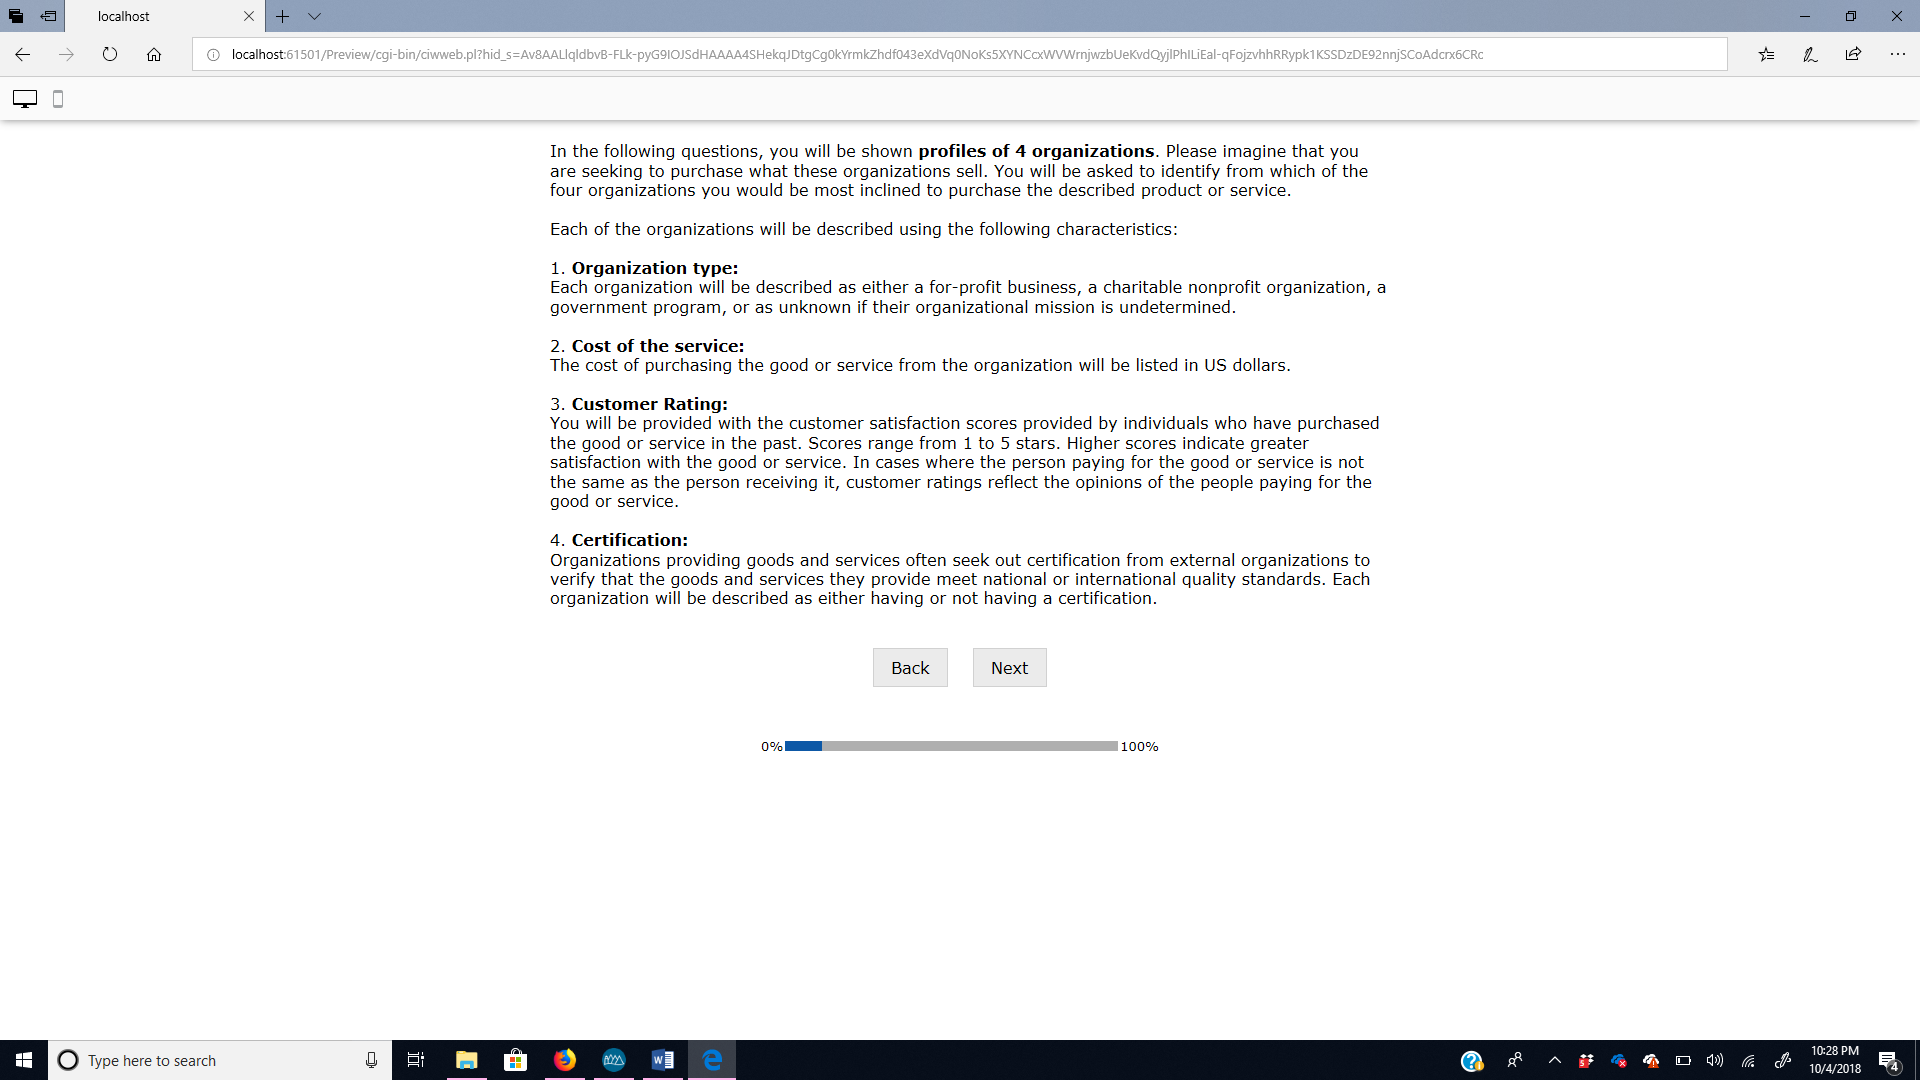 localhost
localhost:61501/Preview/cgi-bin/ciwweb.pl?hid_s=
In the following questions, you will be shown profiles of 4 organizations. Please imagine that you
are seeking to purchase what these organizations sell. You will be asked to identify from which of the
four organizations you would be most inclined to purchase the described product or service.
Each of the organizations will be described using the following characteristics:
1. Organization type:
Each organization will be described as either a for-profit business, a charitable nonprofit organization, a
government program, or as unknown if their organizational mission is undetermined.
2. Cost of the service:
The cost of purchasing the good or service from the organization will be listed in US dollars.
3. Customer Rating:
You will be provided with the customer satisfaction scores provided by individuals who have purchased
the good or service in the past. Scores range from 1 to 5 stars. Higher scores indicate greater
satisfaction with the good or service. In cases where the person paying for the good or service is not
the same as the person receiving it, customer ratings reflect the opinions of the people paying for the
good or service.
4. Certification:
Organizations providing goods and services often seek out certification from external organizations to
verify that the goods and services they provide meet national or international quality standards. Each
organization will be described as either having or not having a certification.
Back Next
0% 100%
Type here to search
10:28 PM
10/4/2018
4